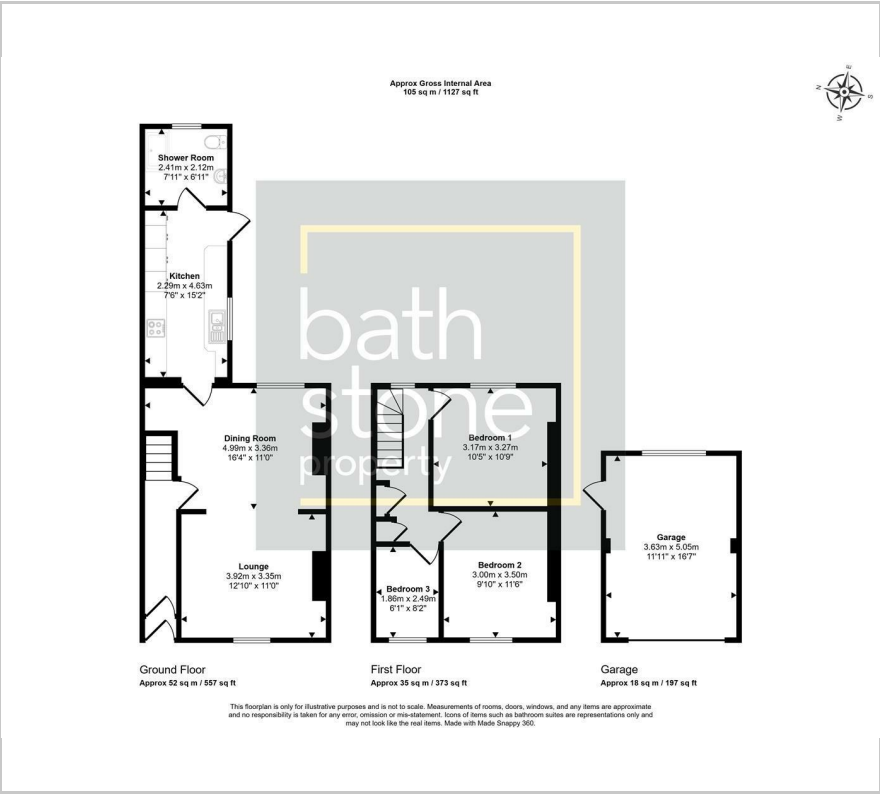 Approx Gross Internal Area
105 sq m / 1127 sq ft
N
E
S
W
Shower Room
2.41m x 2.12m
7'11" x 6'11"
Kitchen
2.29m x 4.63m
7'6" x 15'2"
Dining Room
4.99m x 3.36m
16'4" x 11'0"
Lounge
3.92m x 3.35m
12'10" x 11'0"
bath
stone
property
Bedroom 1
3.17m x 3.27m
10'5" x 10'9"
Bedroom 2
3.00m x 3.50m
9'10" x 11'6"
Bedroom 3
1.86m x 2.49m
6'1" x 8'2"
Garage
3.63m x 5.05m
11'11" x 16'7"
Ground Floor
Approx 52 sq m / 557 sq ft
First Floor
Approx 35 sq m / 373 sq ft
Garage
Approx 18 sq m / 197 sq ft
This floorplan is only for illustrative purposes and is not to scale. Measurements of rooms, doors, windows, and any items are approximate
and no responsibility is taken for any error, omission or mis-statement. Icons of items such as bathroom suites are representations only and
may not look like the real items. Made with Made Snappy 360.